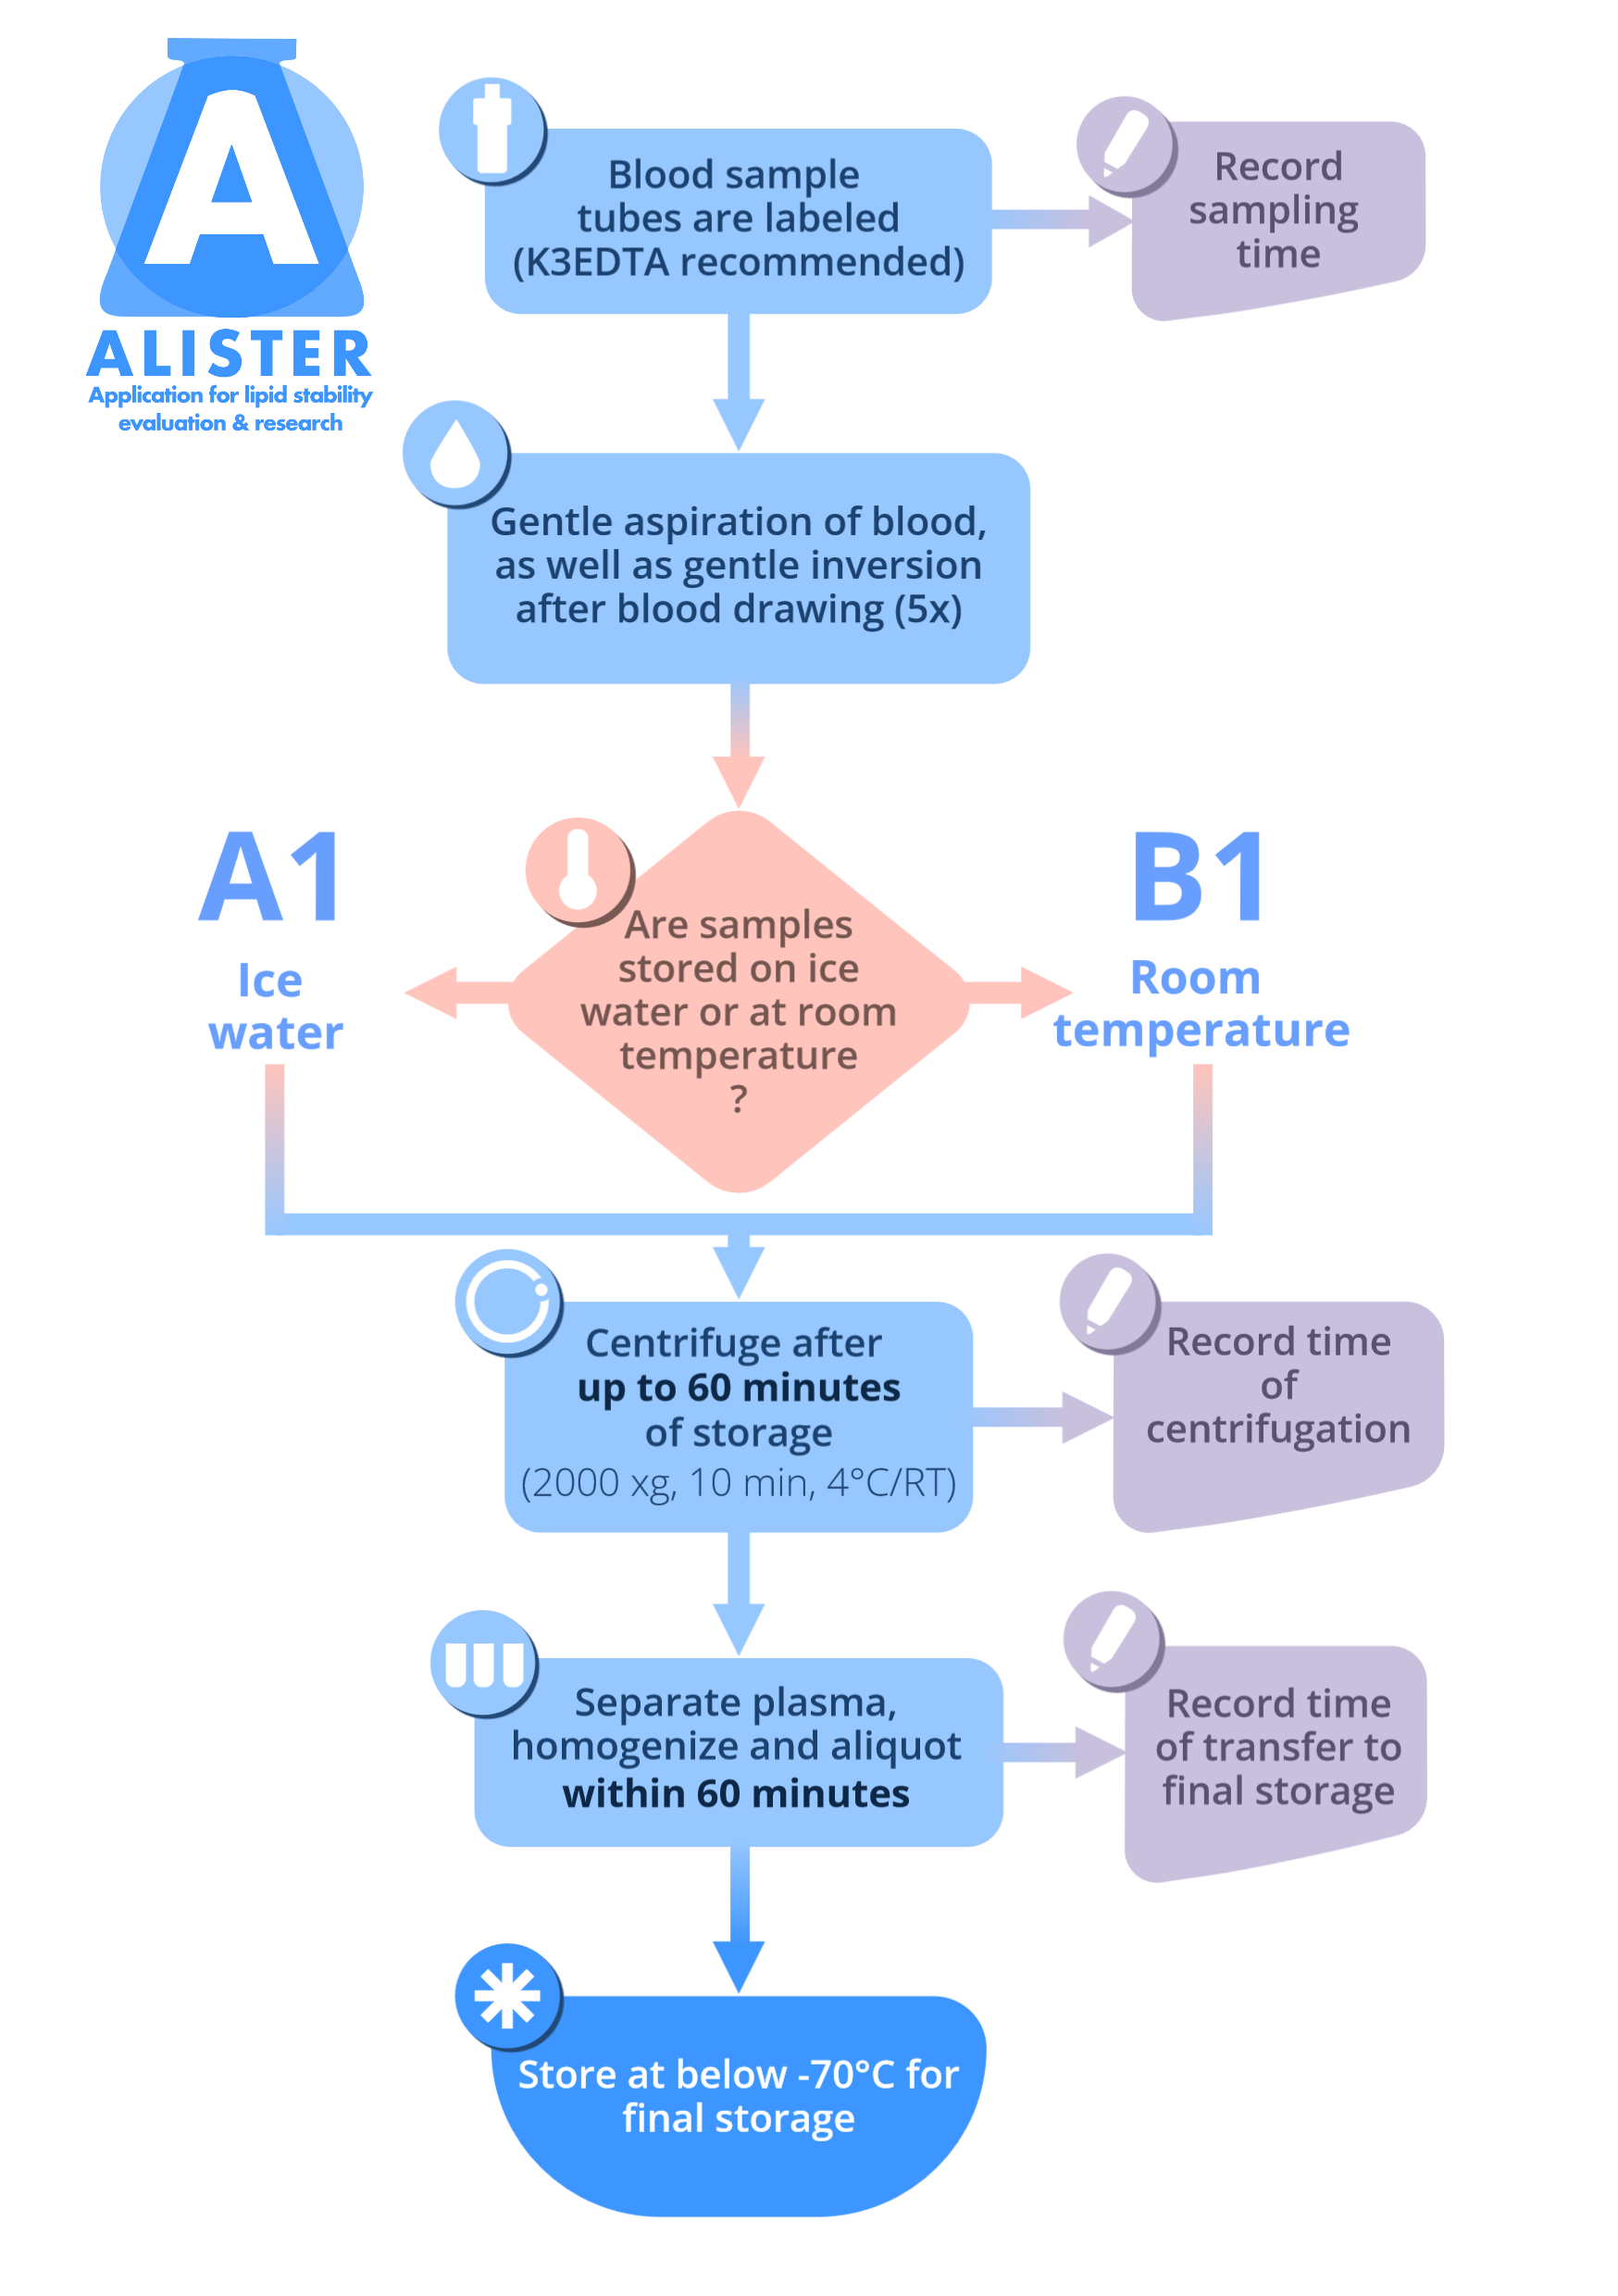 A
ALISTER
Application for lipid stability
evaluation & research
Blood sample
tubes are labeled
(K3EDTA recommended)
Record
sampling
time
Gentle aspiration of blood,
as well as gentle inversion
after blood drawing (5x)
A1
Ice
water
Are samples
stored on ice
water or at room
temperature
?
B1
Room
temperature
Centrifuge after
up to 60 minutes
of storage
(2000 xg, 10 min, 4°C/RT)
Record time
of
centrifugation
Separate plasma,
homogenize and aliquot
within 60 minutes
Record time
of transfer to
final storage
Store at below -70°C for
final storage